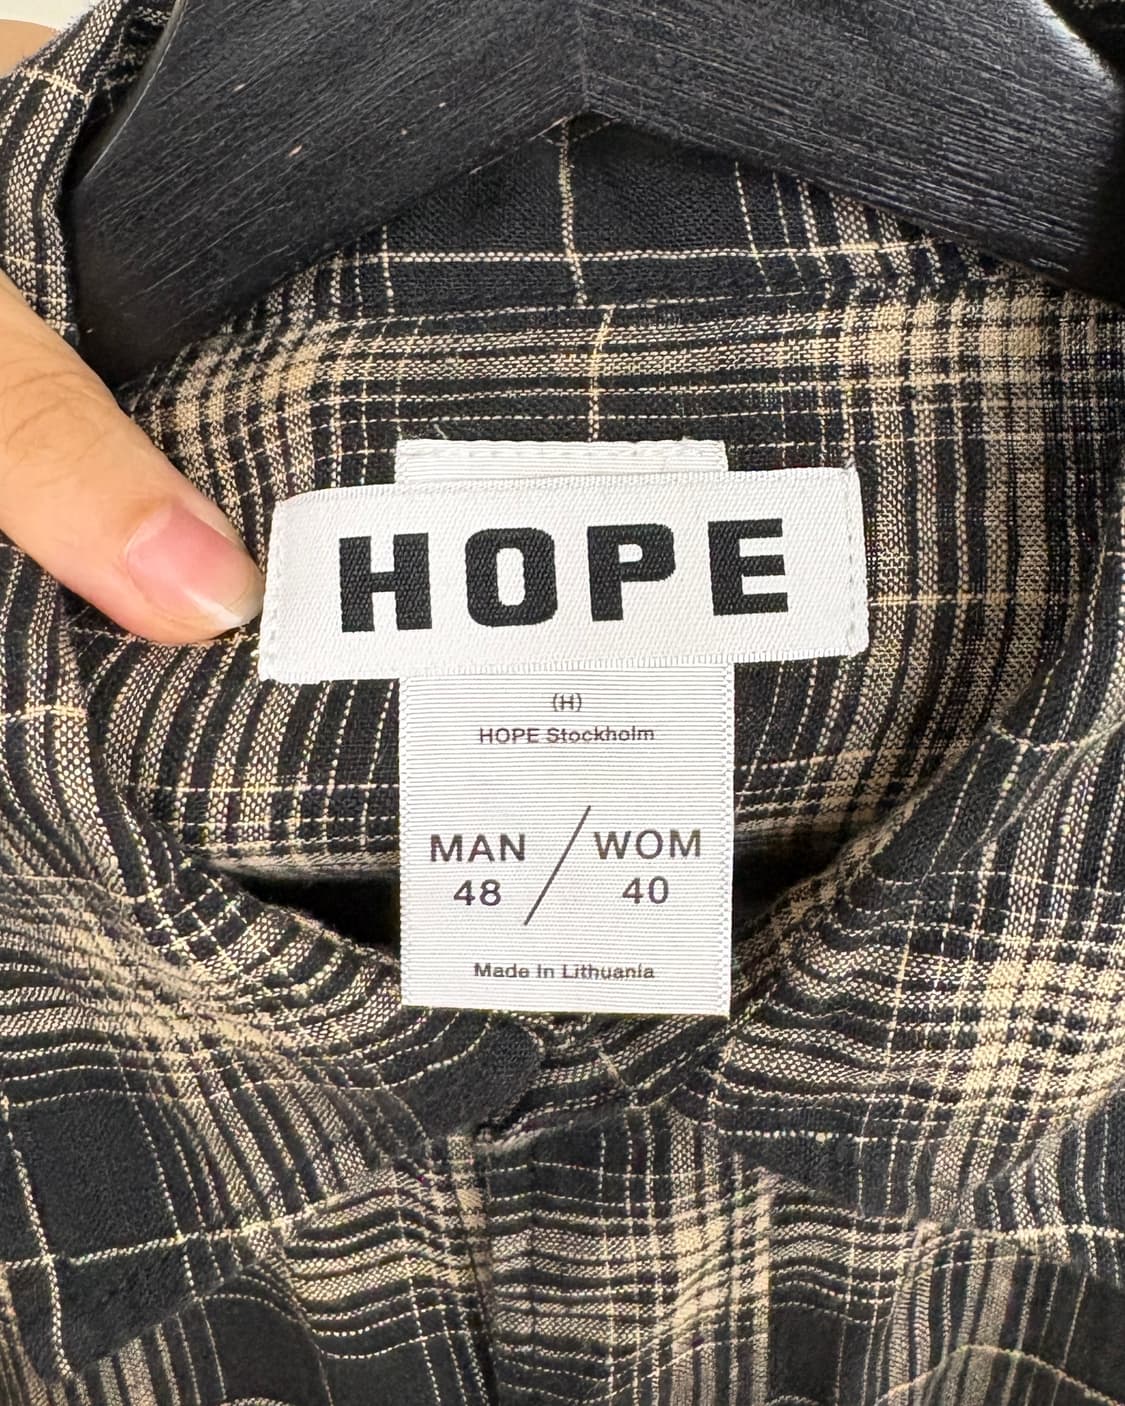 HOPE
(H)
HOPE Stockholm
MAN / WOM
48 / 40
Made in Lithuania